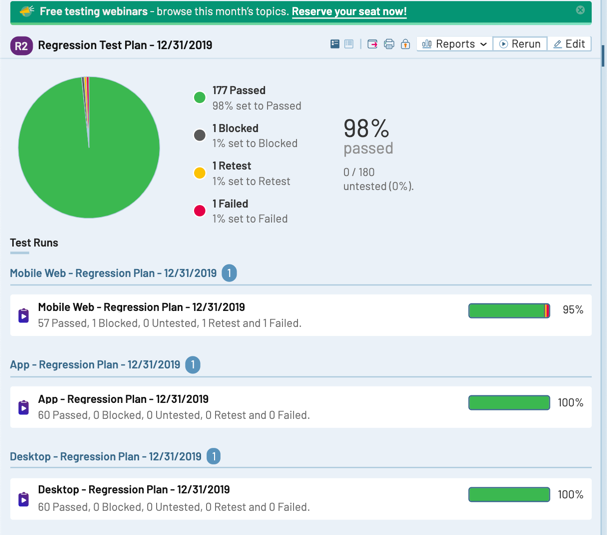 Free testing webinars - browse this month's topics. Reserve your seat now!
R2 Regression Test Plan - 12/31/2019
Reports
Rerun
Edit
177 Passed
98% set to Passed
1 Blocked
1% set to Blocked
1 Retest
1% set to Retest
1 Failed
1% set to Failed
98%
passed
0 / 180
untested (0%).
Test Runs
Mobile Web - Regression Plan - 12/31/2019 1
Mobile Web - Regression Plan - 12/31/2019
57 Passed, 1 Blocked, 0 Untested, 1 Retest and 1 Failed.
95%
App - Regression Plan - 12/31/2019 1
App - Regression Plan - 12/31/2019
60 Passed, 0 Blocked, 0 Untested, 0 Retest and 0 Failed.
100%
Desktop - Regression Plan - 12/31/2019 1
Desktop - Regression Plan - 12/31/2019
60 Passed, 0 Blocked, 0 Untested, 0 Retest and 0 Failed.
100%